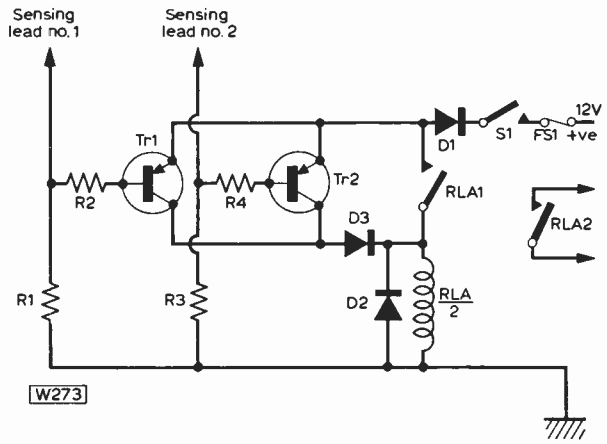 Sensing
lead no.1
Sensing
lead no. 2
12V
+ve
D1
S1
FS1
Tr1
Tr2
R2
R4
RLA1
RLA2
D3
R1
R3
D2
RLA
2
W273